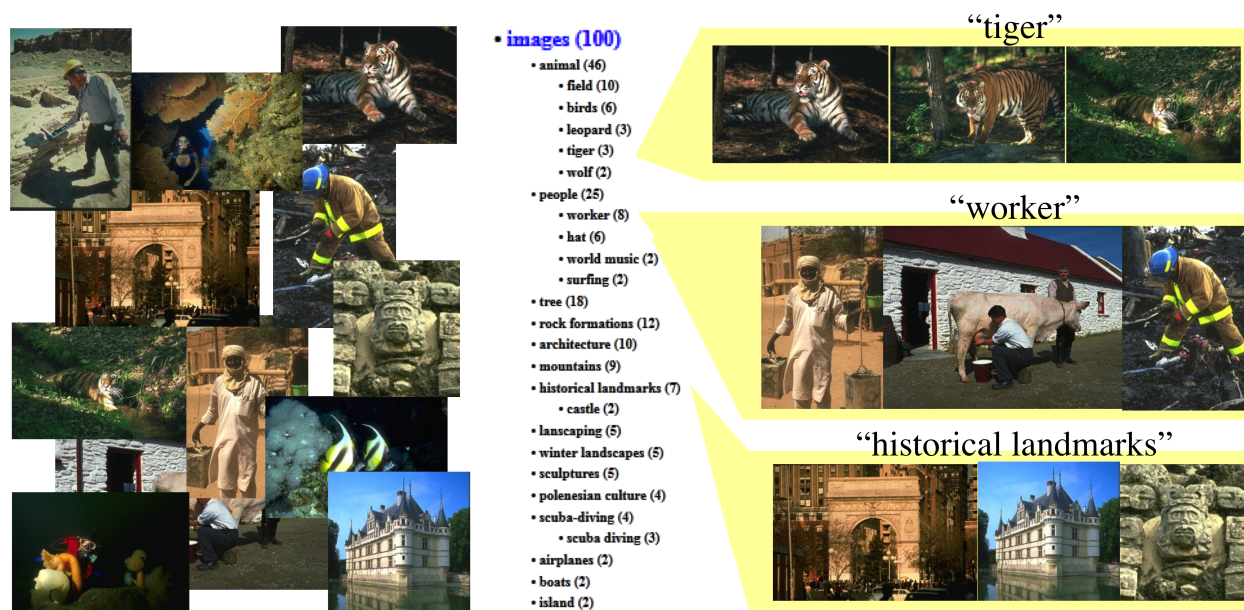 • images (100)
• animal (46)
• field (10)
• birds (6)
• leopard (3)
• tiger (3)
• wolf (2)
• people (25)
• worker (8)
• hat (6)
• world music (2)
• surfing (2)
• tree (18)
• rock formations (12)
• architecture (10)
• mountains (9)
• historical landmarks (7)
• castle (2)
• lanscaping (5)
• winter landscapes (5)
• sculptures (5)
• polenesian culture (4)
• scuba-diving (4)
• scuba diving (3)
• airplanes (2)
• boats (2)
• island (2)
“tiger”
“worker”
“historical landmarks”